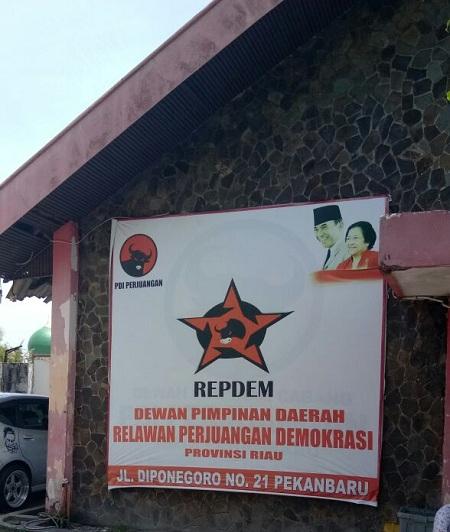 PDI PERJUANGAN
REPDEM
DEWAN PIMPINAN DAERAH
RELAWAN PERJUANGAN DEMOKRASI
PROVINSI RIAU
JL. DIPONEGORO NO. 21 PEKANBARU